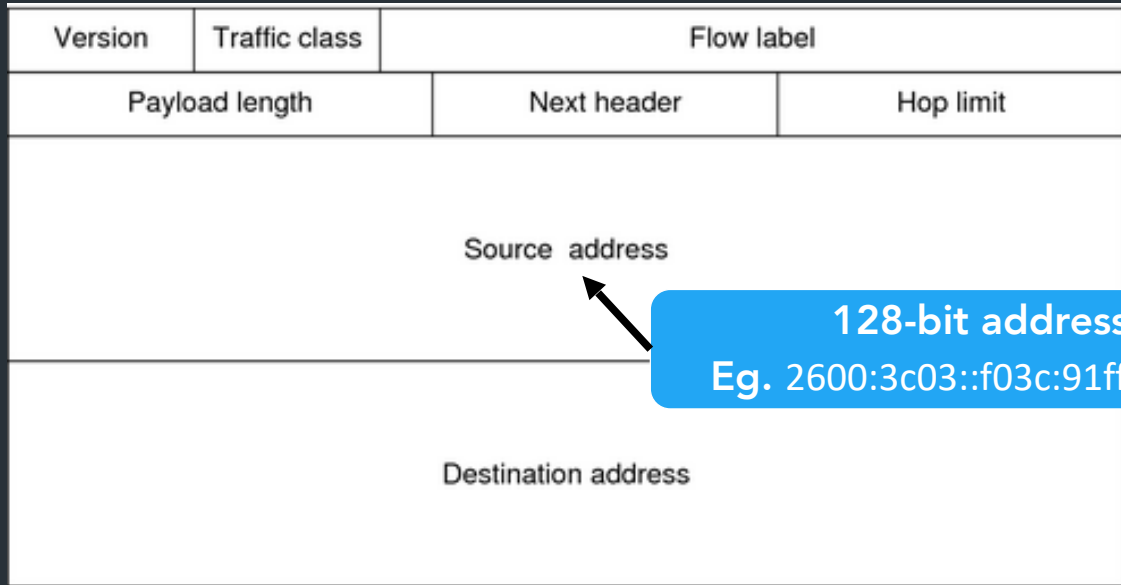 Version Traffic class Flow label
Payload length Next header Hop limit
Source address
128-bit address
Eg. 2600:3c03::f03c:91ff
Destination address